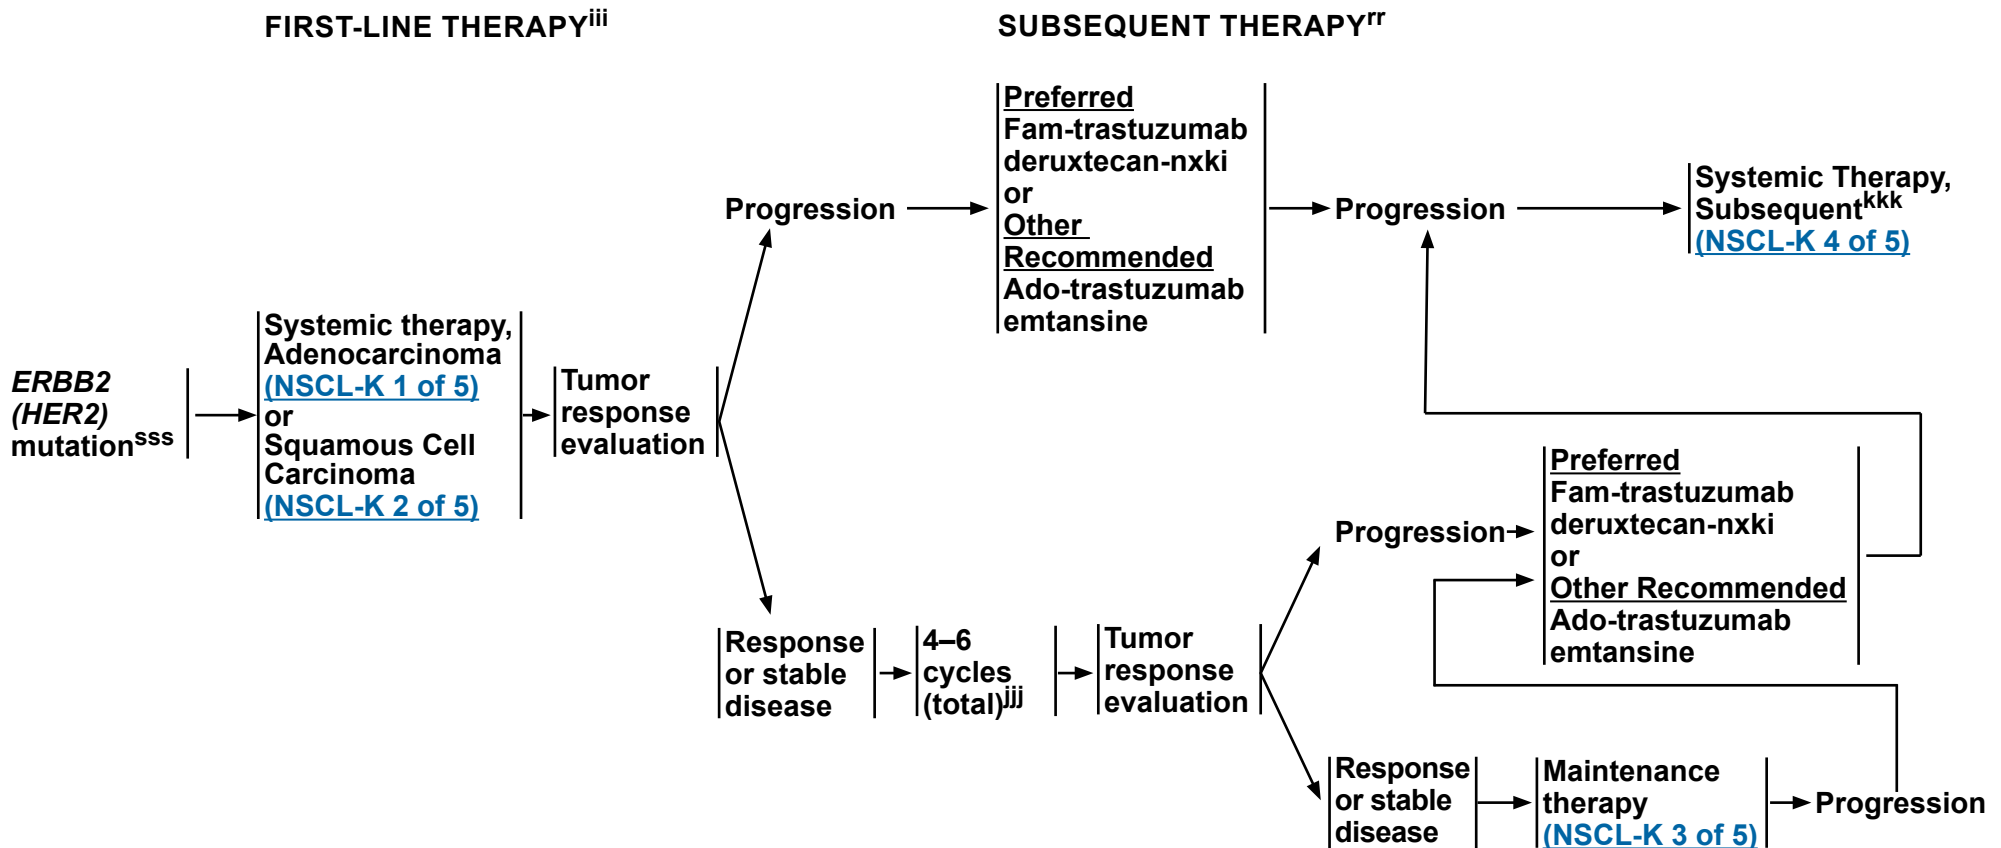 FIRST-LINE THERAPYiii
SUBSEQUENT THERAPYrr
ERBB2
(HER2)
mutationsss
Systemic therapy,
Adenocarcinoma
(NSCL-K 1 of 5)
or
Squamous Cell
Carcinoma
(NSCL-K 2 of 5)
Tumor
response
evaluation
Progression
Preferred
Fam-trastuzumab
deruxtecan-nxki
or
Other
Recommended
Ado-trastuzumab
emtansine
Progression
Systemic Therapy,
Subsequentkkk
(NSCL-K 4 of 5)
Response
or stable
disease
4–6
cycles
(total)jjj
Tumor
response
evaluation
Progression
Preferred
Fam-trastuzumab
deruxtecan-nxki
or
Other Recommended
Ado-trastuzumab
emtansine
Response
or stable
disease
Maintenance
therapy
(NSCL-K 3 of 5)
Progression